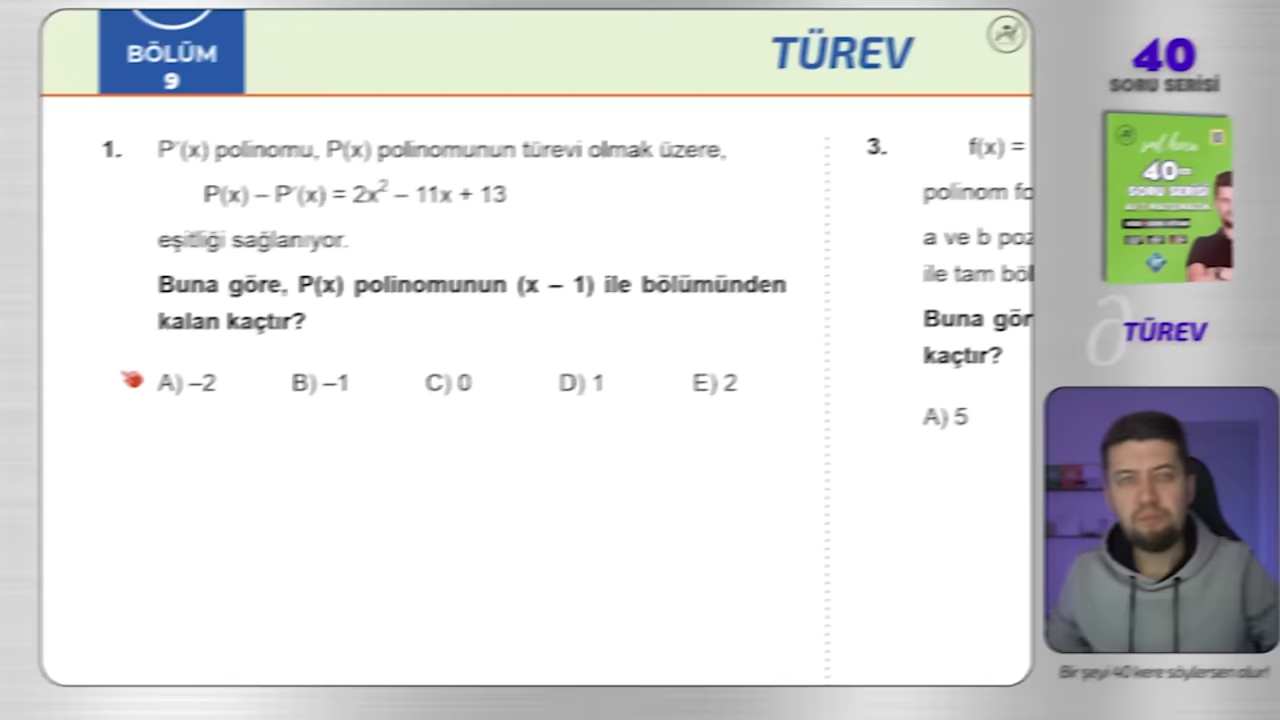 BÖLÜM
9
TÜREV
1. P'(x) polinomu, P(x) polinomunun türevi olmak üzere,
P(x) – P'(x) = 2x² – 11x + 13
eşitliği sağlanıyor.
Buna göre, P(x) polinomunun (x – 1) ile bölümünden
kalan kaçtır?
A) –2 B) –1 C) 0 D) 1 E) 2
3. f(x) =
polinom fo
a ve b poz
ile tam böl
Buna gör
kaçtır?
A) 5
40
SORU SERİSİ
40
SORU SERİSİ
TÜREV
Bir şeyi 40 kere söylersen olur!